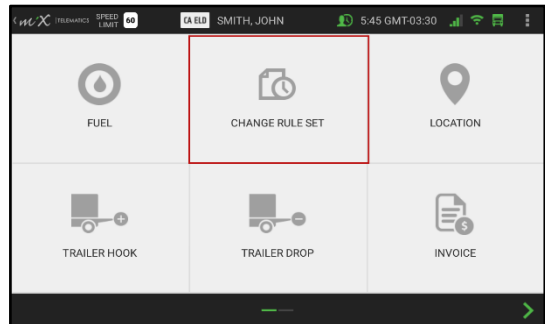 miX TELEMATICS SPEED LIMIT 60 CA ELD SMITH, JOHN 5:45 GMT-03:30
FUEL CHANGE RULE SET LOCATION
TRAILER HOOK TRAILER DROP INVOICE